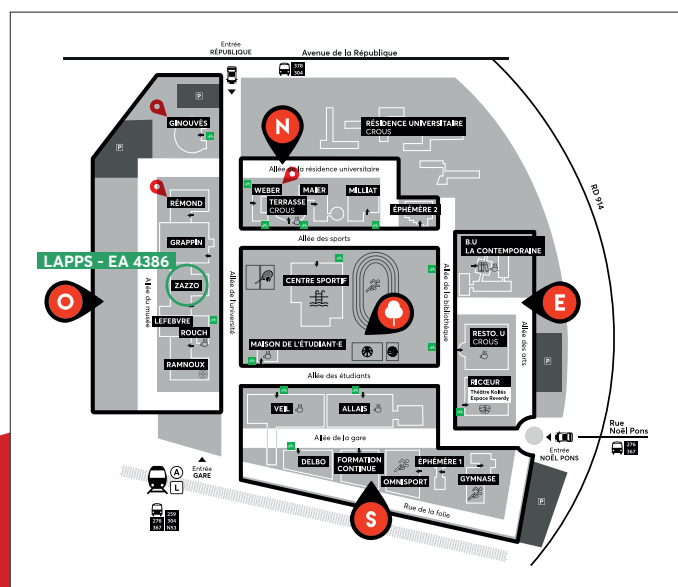 Entrée
RÉPUBLIQUE
Avenue de la République
378
304
P
GINOUVÈS
P
N
RÉSIDENCE UNIVERSITAIRE
CROUS
Allée de la résidence universitaire
WEBER
MAIER
MILLIAT
TERRASSE
CROUS
ÉPHÉMÈRE 2
RÉMOND
RD 914
Allée des sports
GRAPPIN
B.U
LA CONTEMPORAINE
LAPPS - EA 4386
ZAZZO
CENTRE SPORTIF
O
E
Allée du musée
Allée de l'université
Allée de la bibliothèque
Allée des arts
LEFEBVRE
ROUCH
RESTO. U
CROUS
MAISON DE L'ÉTUDIANT·E
RAMNOUX
P
Allée des étudiants
RICŒUR
Théâtre Koltès
Espace Reverdy
VEIL
ALLAIS
Rue
Noël Pons
Allée de la gare
276
367
Entrée
NOËL PONS
Entrée
GARE
DELBO
FORMATION
CONTINUE
ÉPHÉMÈRE 1
GYMNASE
OMNISPORT
A
L
P
Rue de la folie
S
259
276 304
367 N53